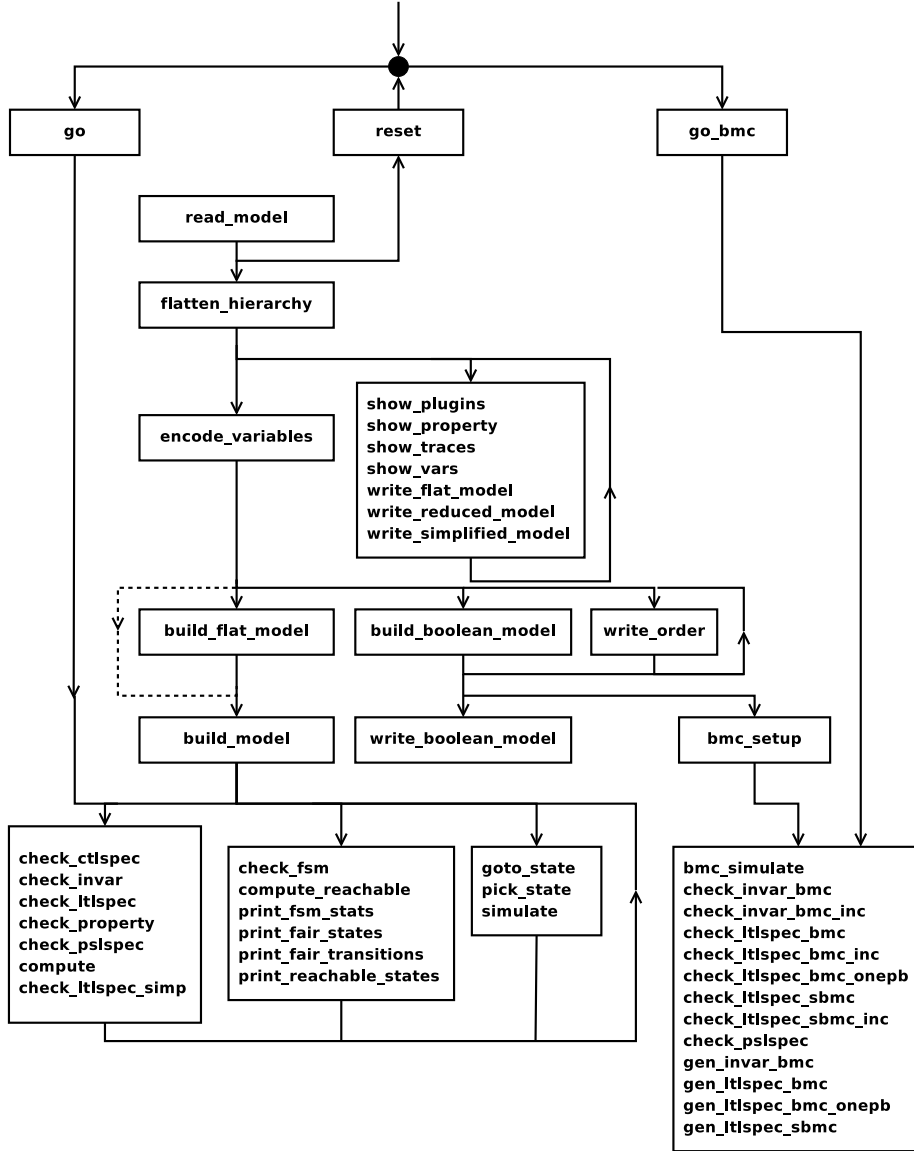 go
reset
go_bmc
read_model
flatten_hierarchy
encode_variables
show_plugins
show_property
show_traces
show_vars
write_flat_model
write_reduced_model
write_simplified_model
build_flat_model
build_boolean_model
write_order
build_model
write_boolean_model
bmc_setup
check_ctlspec
check_invar
check_ltlspec
check_property
check_pslspec
compute
check_ltlspec_simp
check_fsm
compute_reachable
print_fsm_stats
print_fair_states
print_fair_transitions
print_reachable_states
goto_state
pick_state
simulate
bmc_simulate
check_invar_bmc
check_invar_bmc_inc
check_ltlspec_bmc
check_ltlspec_bmc_inc
check_ltlspec_bmc_onepb
check_ltlspec_sbmc
check_ltlspec_sbmc_inc
check_pslspec
gen_invar_bmc
gen_ltlspec_bmc
gen_ltlspec_bmc_onepb
gen_ltlspec_sbmc